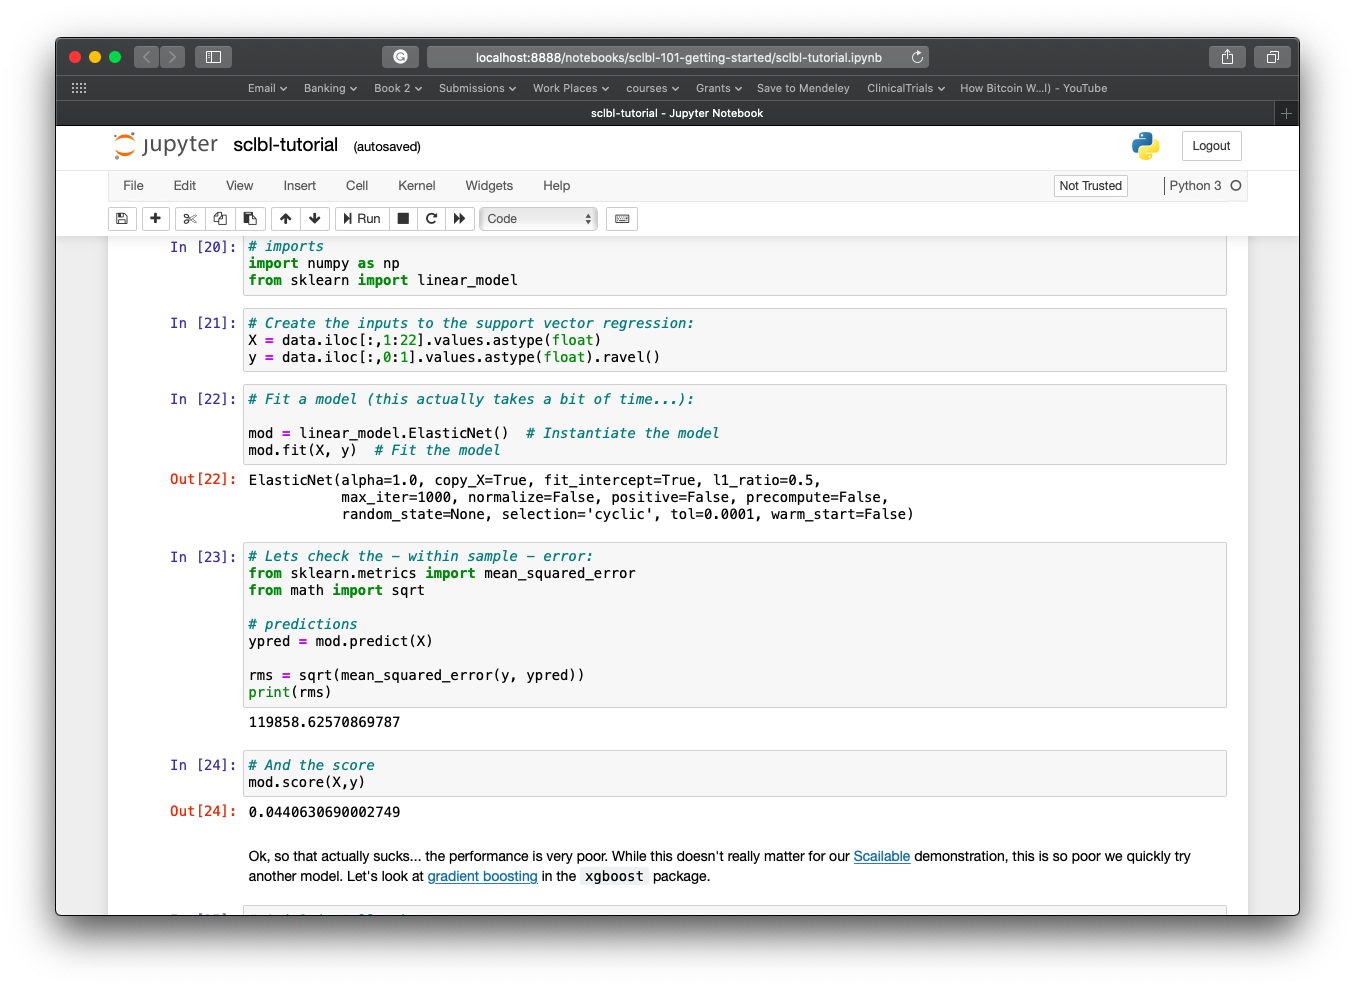 localhost:8888/notebooks/sclbl-101-getting-started/sclbl-tutorial.ipynb
Email Banking Book 2 Submissions Work Places courses Grants Save to Mendeley ClinicalTrials How Bitcoin W...l) - YouTube
sclbl-tutorial - Jupyter Notebook
jupyter sclbl-tutorial (autosaved) Logout
File Edit View Insert Cell Kernel Widgets Help Not Trusted Python 3
Run Code
In [20]: # imports
import numpy as np
from sklearn import linear_model
In [21]: # Create the inputs to the support vector regression:
X = data.iloc[:,1:22].values.astype(float)
y = data.iloc[:,0:1].values.astype(float).ravel()
In [22]: # Fit a model (this actually takes a bit of time...):
mod = linear_model.ElasticNet()  # Instantiate the model
mod.fit(X, y)  # Fit the model
Out[22]: ElasticNet(alpha=1.0, copy_X=True, fit_intercept=True, l1_ratio=0.5,
max_iter=1000, normalize=False, positive=False, precompute=False,
random_state=None, selection='cyclic', tol=0.0001, warm_start=False)
In [23]: # Lets check the – within sample – error:
from sklearn.metrics import mean_squared_error
from math import sqrt
# predictions
ypred = mod.predict(X)
rms = sqrt(mean_squared_error(y, ypred))
print(rms)
119858.62570869787
In [24]: # And the score
mod.score(X,y)
Out[24]: 0.0440630690002749
Ok, so that actually sucks... the performance is very poor. While this doesn't really matter for our Scailable demonstration, this is so poor we quickly try
another model. Let's look at gradient boosting in the xgboost package.